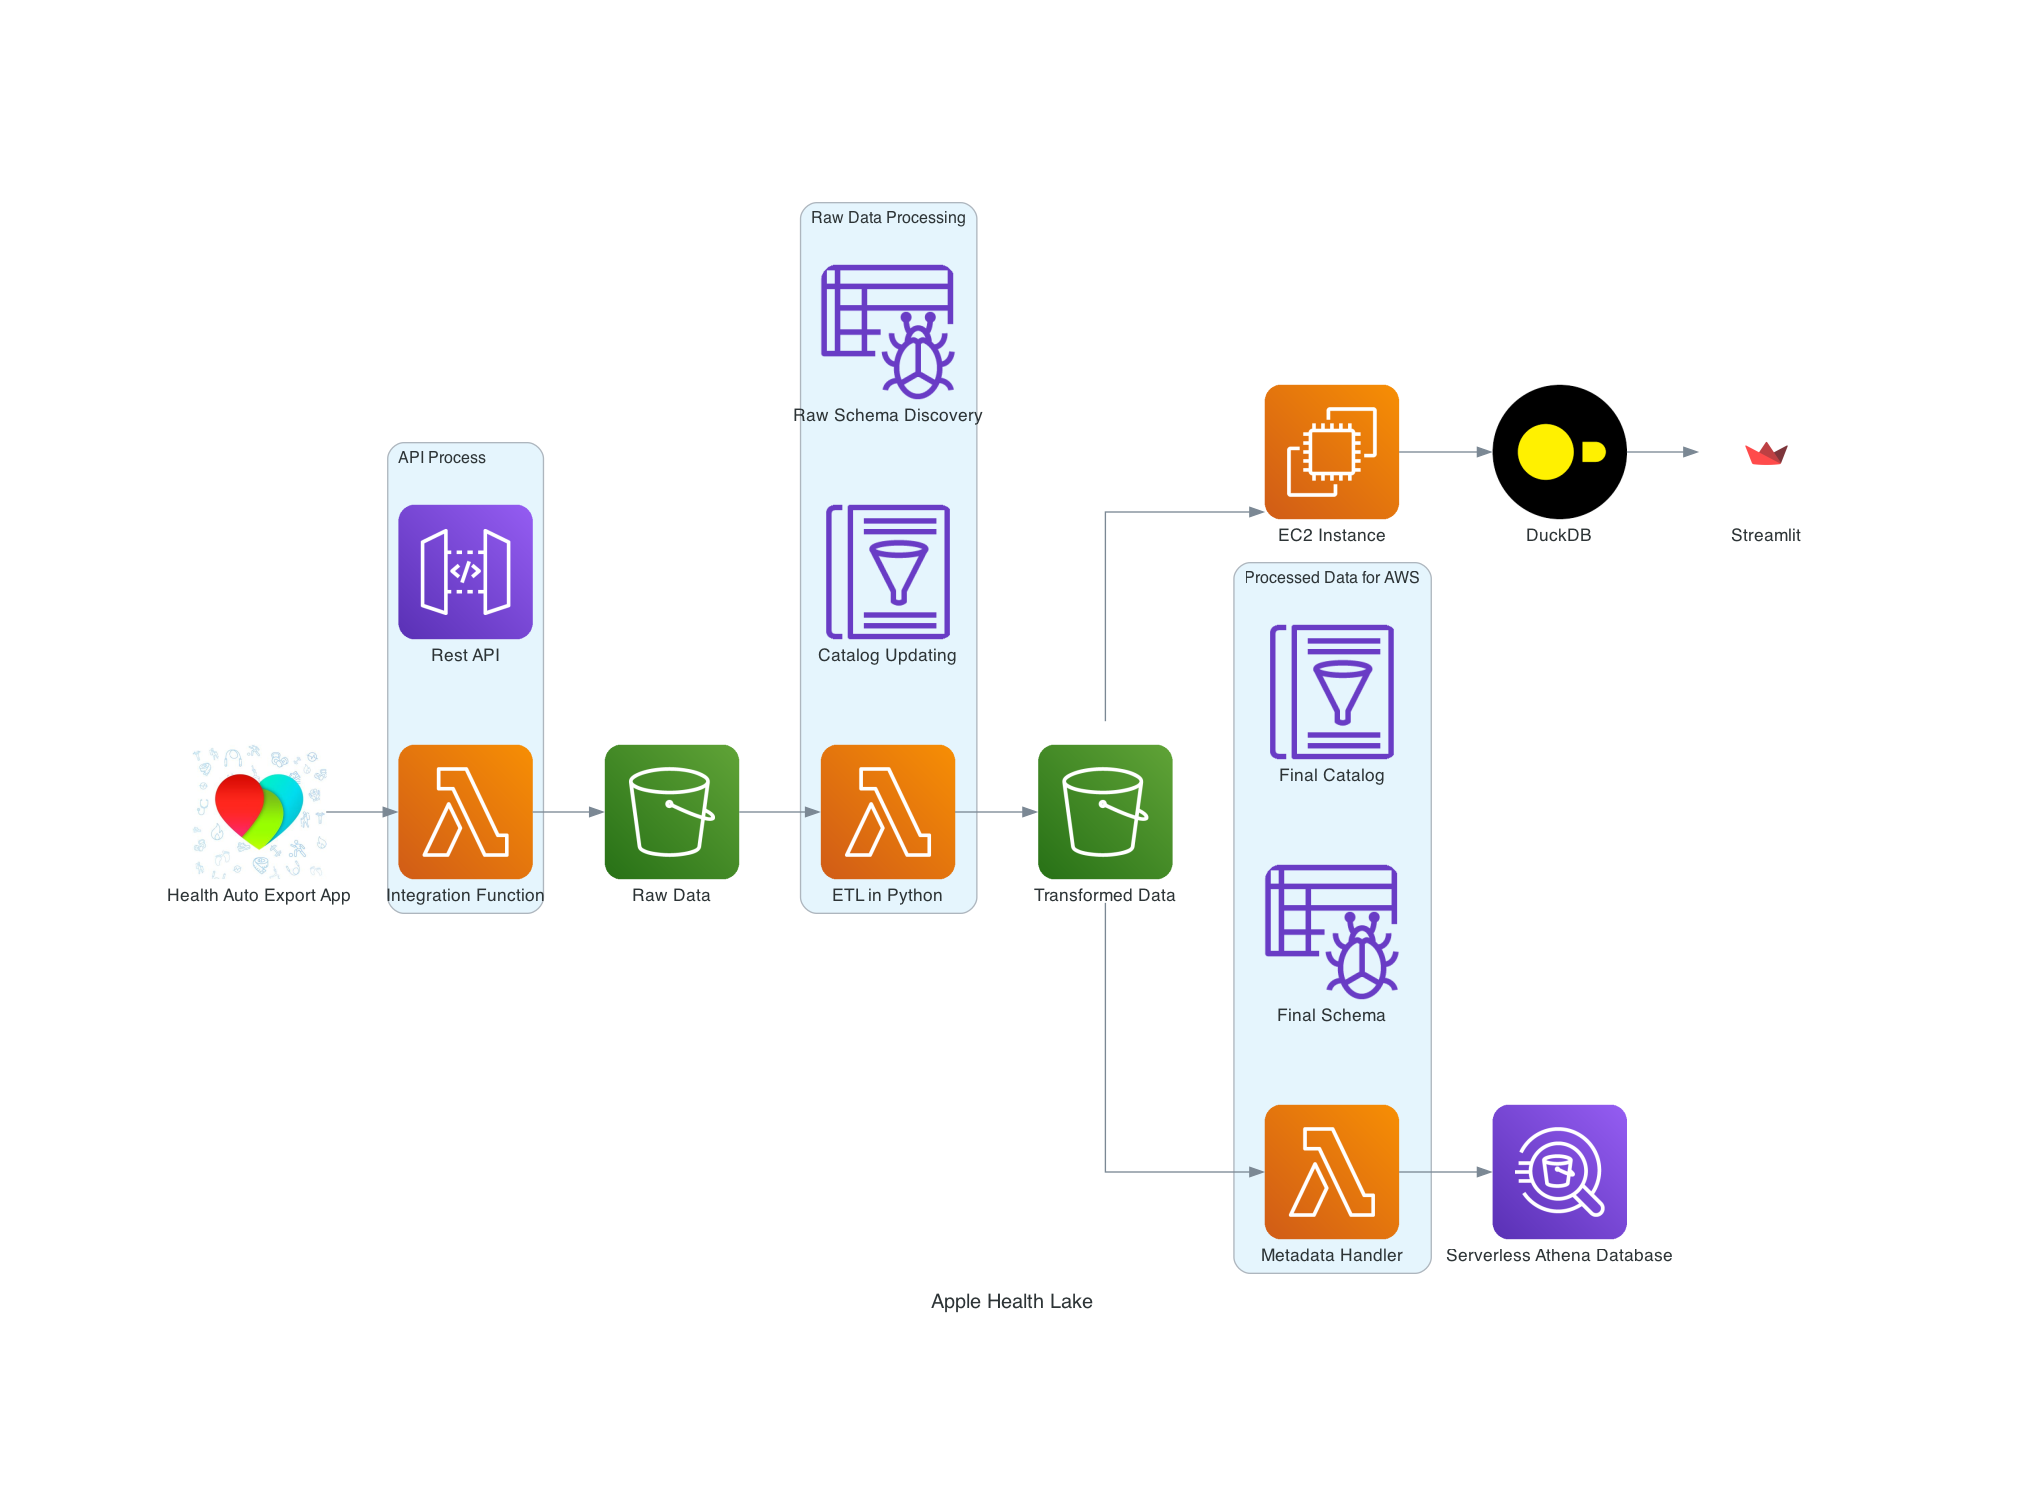 Raw Data Processing
Raw Schema Discovery
Catalog Updating
ETL in Python
API Process
Rest API
Integration Function
Health Auto Export App
Raw Data
Transformed Data
EC2 Instance
DuckDB
Streamlit
Processed Data for AWS
Final Catalog
Final Schema
Metadata Handler
Serverless Athena Database
Apple Health Lake